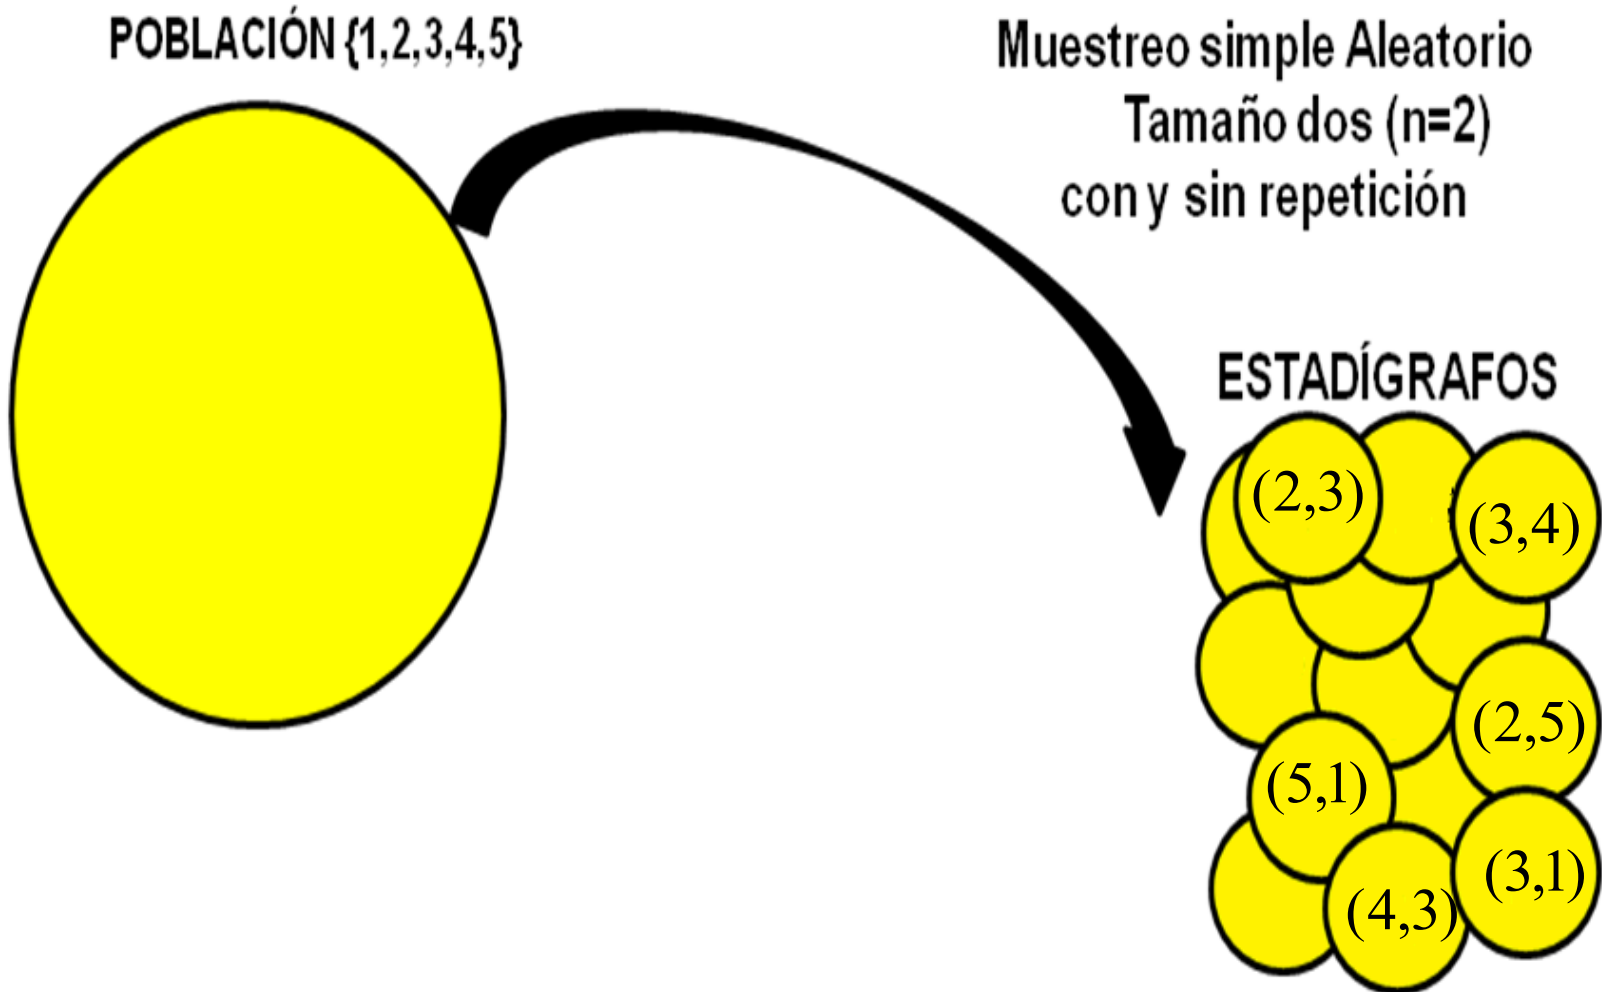 POBLACIÓN {1,2,3,4,5}
Muestreo simple Aleatorio
Tamaño dos (n=2)
con y sin repetición
ESTADÍGRAFOS
(2,3)
(3,4)
(2,5)
(5,1)
(3,1)
(4,3)